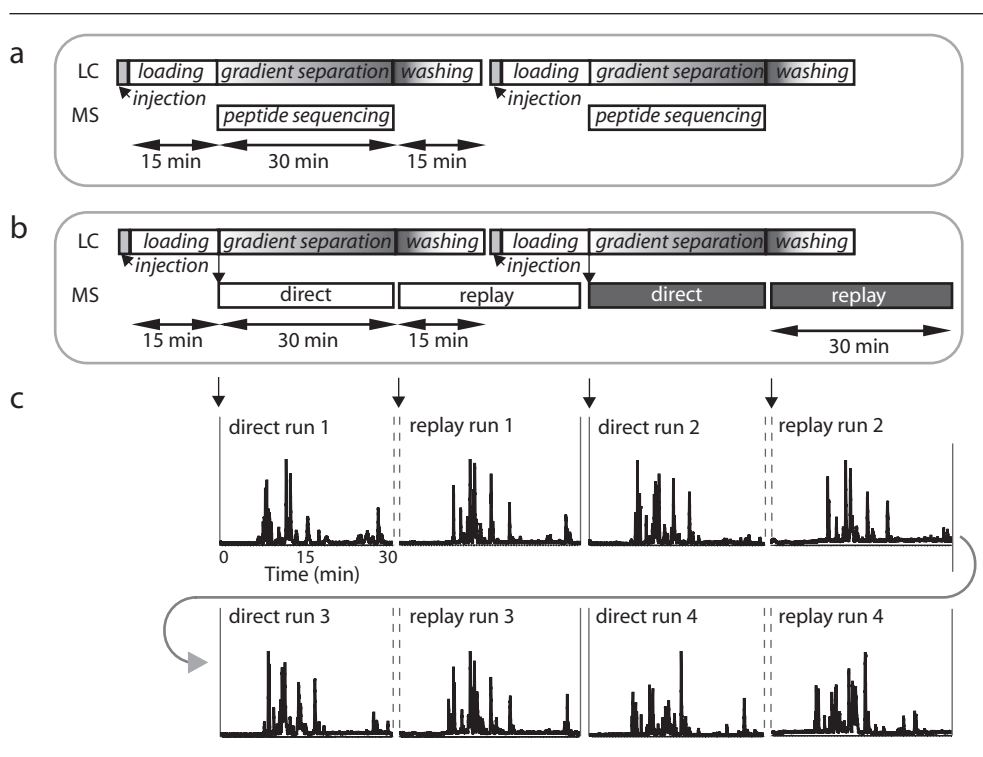 a
LC loading gradient separation washing loading gradient separation washing
injection injection
MS peptide sequencing peptide sequencing
15 min 30 min 15 min
b
LC loading gradient separation washing loading gradient separation washing
injection injection
MS direct replay direct replay
15 min 30 min 15 min 30 min
c
direct run 1 replay run 1 direct run 2 replay run 2
0 15 30
Time (min)
direct run 3 replay run 3 direct run 4 replay run 4